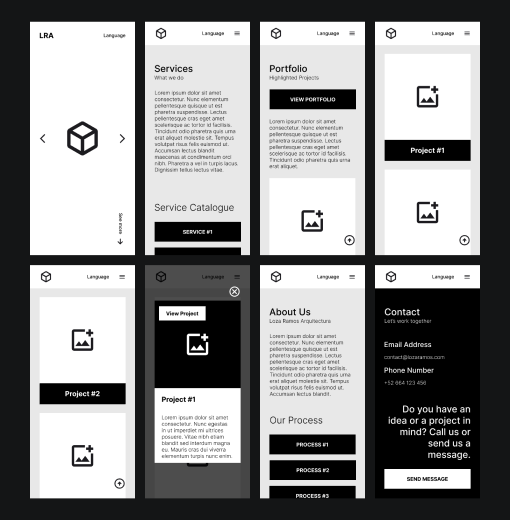 LRA
Language
See more
Language
Services
What we do
Lorem ipsum dolor sit amet
consectetur. Nunc elementum
pellentesque quisque ut est
pharetra dissentesque. Lectus
pellentesque cras eget amet
scelerisque ac tortor id facilisis.
Tincidunt odio pharetra quis urna
erat aliquet molestie sit. Tempus
volutpat risus felis euismod ut.
Accumsan lectus blandit
maecenas at condimentum orci
nibh. Pharetra a vel in turpis lacus.
Dignissim tellus lectus vitae.
Service Catalogue
SERVICE #1
Language
Portfolio
Highlighted Projects
VIEW PORTFOLIO
Lorem ipsum dolor sit amet
consectetur. Nunc elementum
pellentesque quisque ut est
pharetra dissentesque. Lectus
pellentesque cras eget amet
scelerisque ac tortor id facilisis.
Tincidunt odio pharetra quis
erat aliquet.
Language
Project #1
Language
Project #2
Language
View Project
Project #1
Lorem ipsum dolor sit
amet consectetur. Nunc egestas
in ut imperdiet mi ultrices
posuere. Vitae nibh etiam
blandit sed interdum magna
eu. Mauris cras dui viverra
elementum turpis nunc enim.
Language
About Us
Loza Ramos Arquitectura
Lorem ipsum dolor sit amet
consectetur. Nunc elementum
pellentesque quisque ut est
pharetra dissentesque. Lectus
pellentesque cras eget amet
scelerisque ac tortor id facilisis.
Tincidunt odio pharetra quis urna
erat aliquet molestie sit. Tempus
volutpat risus felis euismod ut.
Accumsan lectus blandit.
Our Process
PROCESS #1
PROCESS #2
PROCESS #3
Language
Contact
Let's work together
Email Address
contact@lozaramos.com
Phone Number
+52 664 123 456
Do you have an
idea or a project in
mind? Call us or
send us a
message.
SEND MESSAGE